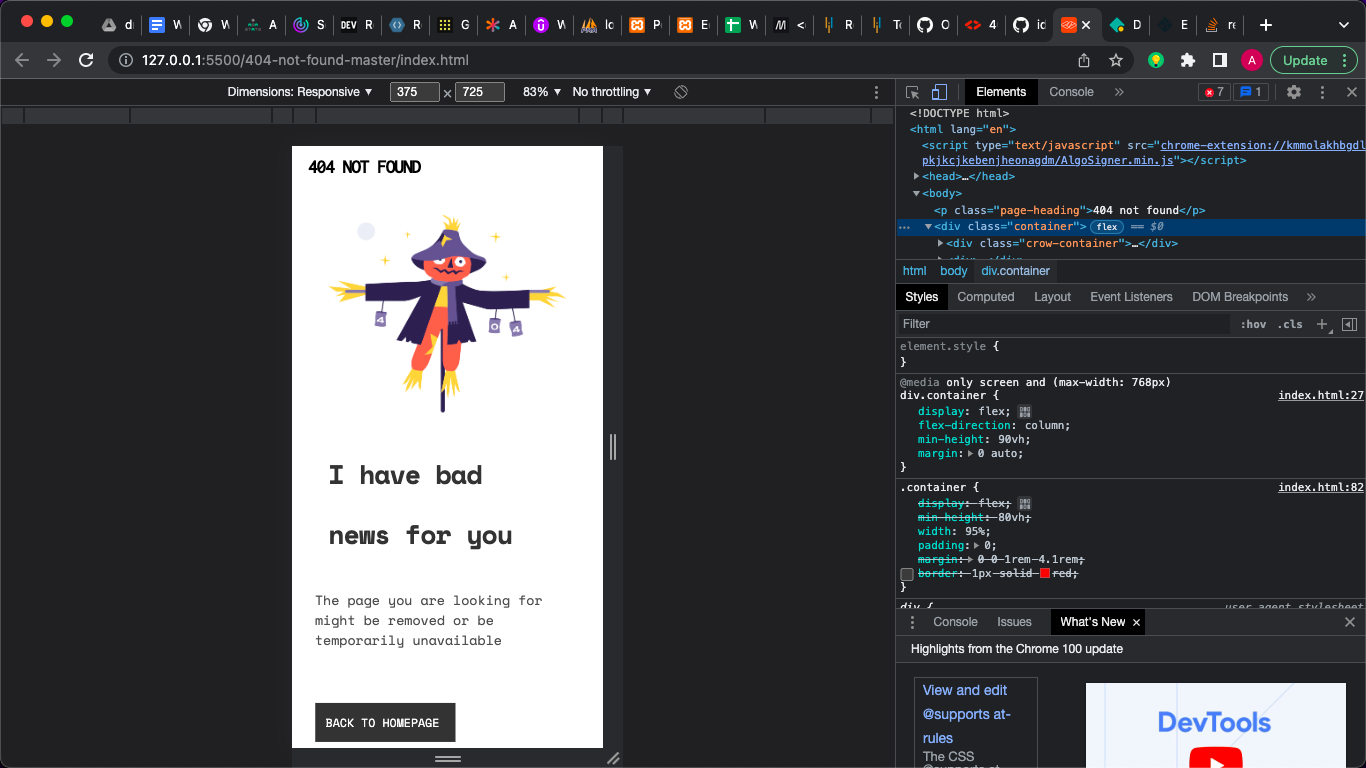 d
W
W
A
S
DEV
R
R
G
A
W
Io
P
E
W
<
R
T
O
4
id
D
E
re
127.0.0.1:5500/404-not-found-master/index.html
A
Update
Dimensions: Responsive
375 × 725
83%
No throttling
Elements
Console
»
7
1
<!DOCTYPE html>
<html lang="en">
<script type="text/javascript" src="chrome-extension://kmmolakhbgdl
pkjkcjkebenjheonagdm/AlgoSigner.min.js"></script>
<head>…</head>
<body>
<p class="page-heading">404 not found</p>
<div class="container"> flex == $0
<div class="crow-container">…</div>
html body div.container
Styles Computed Layout Event Listeners DOM Breakpoints »
Filter :hov .cls
element.style {
}
@media only screen and (max-width: 768px)
div.container { index.html:27
display: flex;
flex-direction: column;
min-height: 90vh;
margin: 0 auto;
}
.container { index.html:82
display: flex;
min-height: 80vh;
width: 95%;
padding: 0;
margin: 0 0 1rem 4.1rem;
border: 1px solid red;
}
div { user agent stylesheet
Console Issues What's New
Highlights from the Chrome 100 update
View and edit
@supports at-
rules
The CSS
@supports at-
DevTools
404 NOT FOUND
4 0 4
I have bad
news for you
The page you are looking for
might be removed or be
temporarily unavailable
BACK TO HOMEPAGE